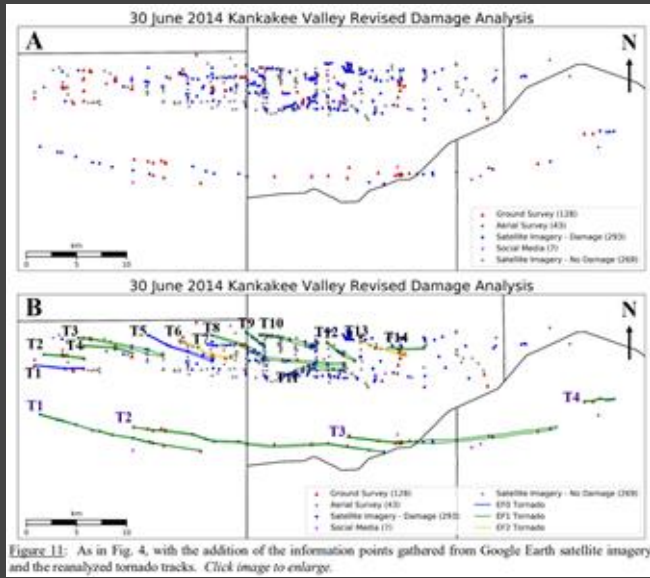 30 June 2014 Kankakee Valley Revised Damage Analysis
A
N
km
0 5 10
Ground Survey (128)
Aerial Survey (43)
Satellite Imagery - Damage (293)
Social Media (7)
Satellite Imagery - No Damage (269)
30 June 2014 Kankakee Valley Revised Damage Analysis
B
N
T3 T5 T6 T8 T9 T10 T12 T13 T14
T2 T4 T7
T1 T11
T1
T2
T3
T4
km
0 5 10
Ground Survey (128)
Aerial Survey (43)
Satellite Imagery - Damage (293)
Social Media (7)
Satellite Imagery - No Damage (269)
EF0 Tornado
EF1 Tornado
EF2 Tornado
Figure 11: As in Fig. 4, with the addition of the information points gathered from Google Earth satellite imagery
and the reanalyzed tornado tracks. Click image to enlarge.